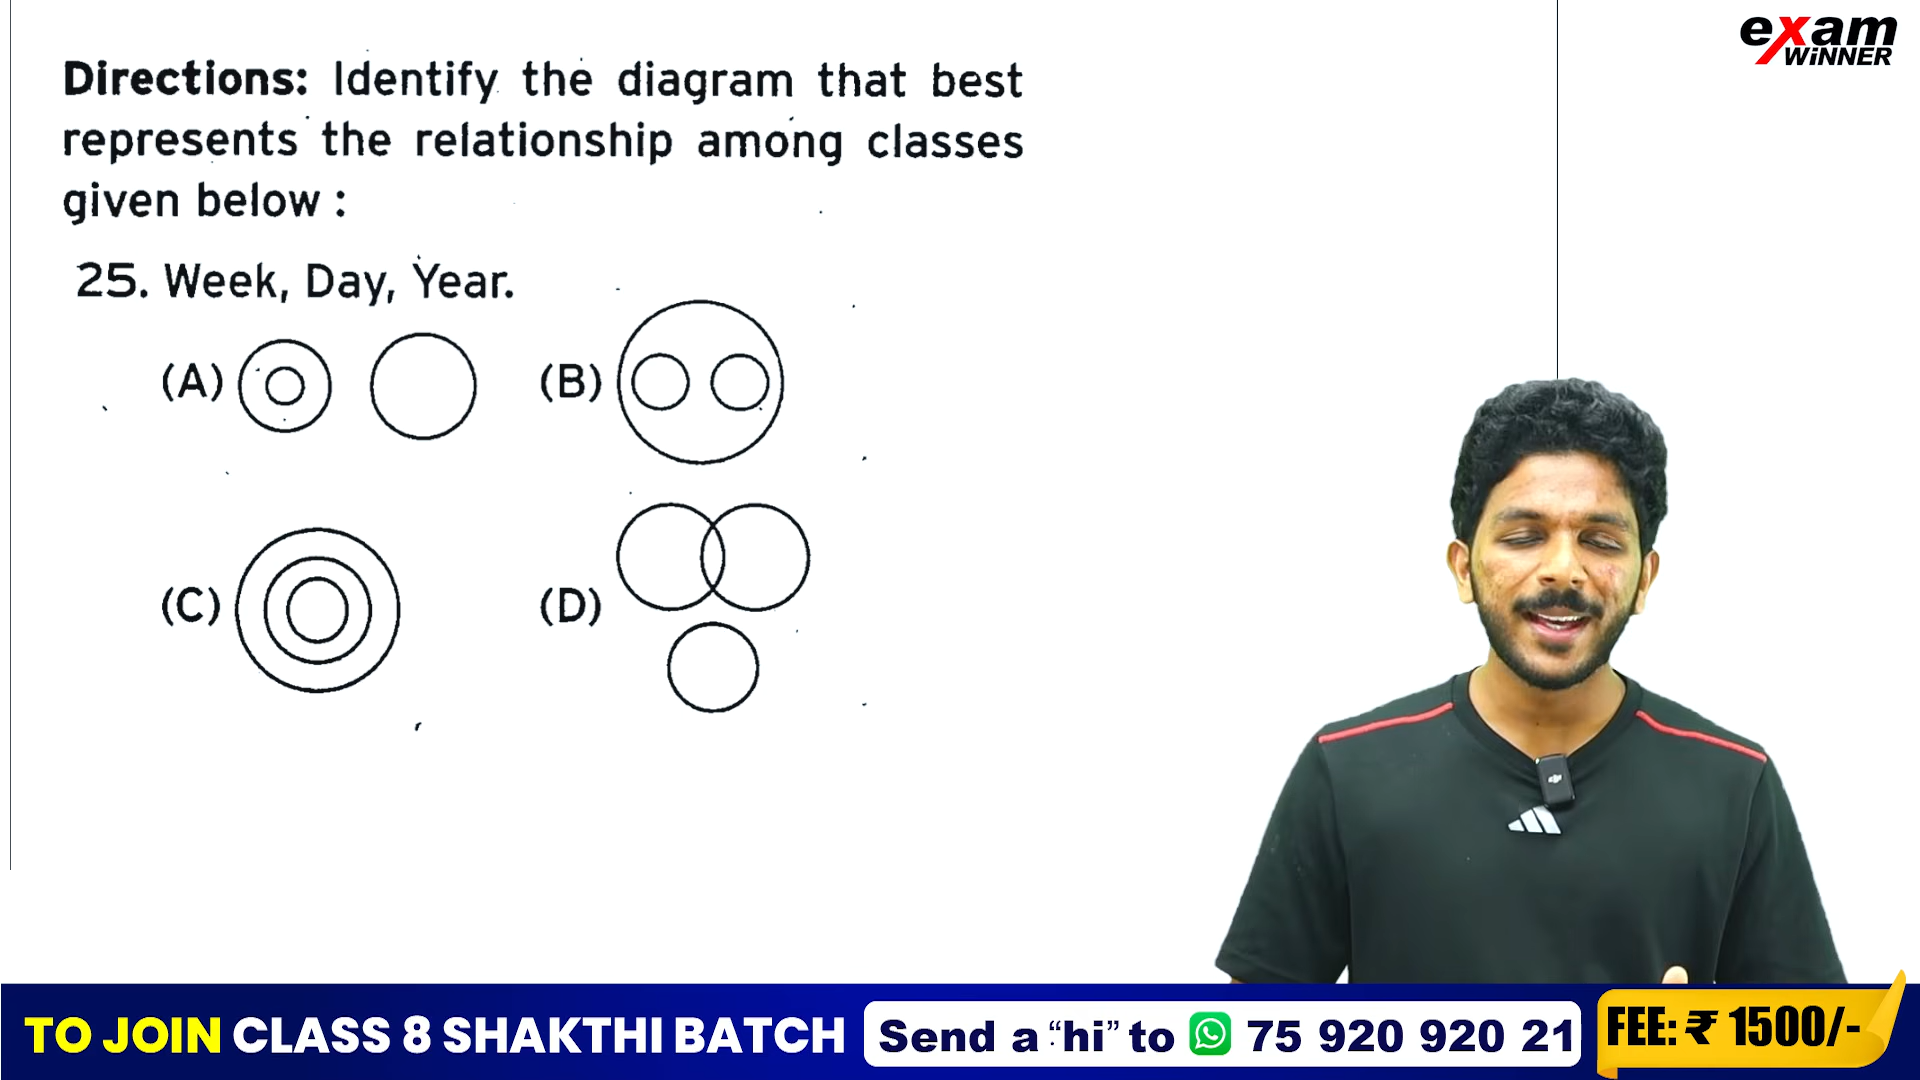 exam
WiNNER
Directions: Identify the diagram that best
represents the relationship among classes
given below :
25. Week, Day, Year.
(A)
(B)
(C)
(D)
TO JOIN CLASS 8 SHAKTHI BATCH
Send a “hi” to 75 920 920 21
FEE: ₹ 1500/-